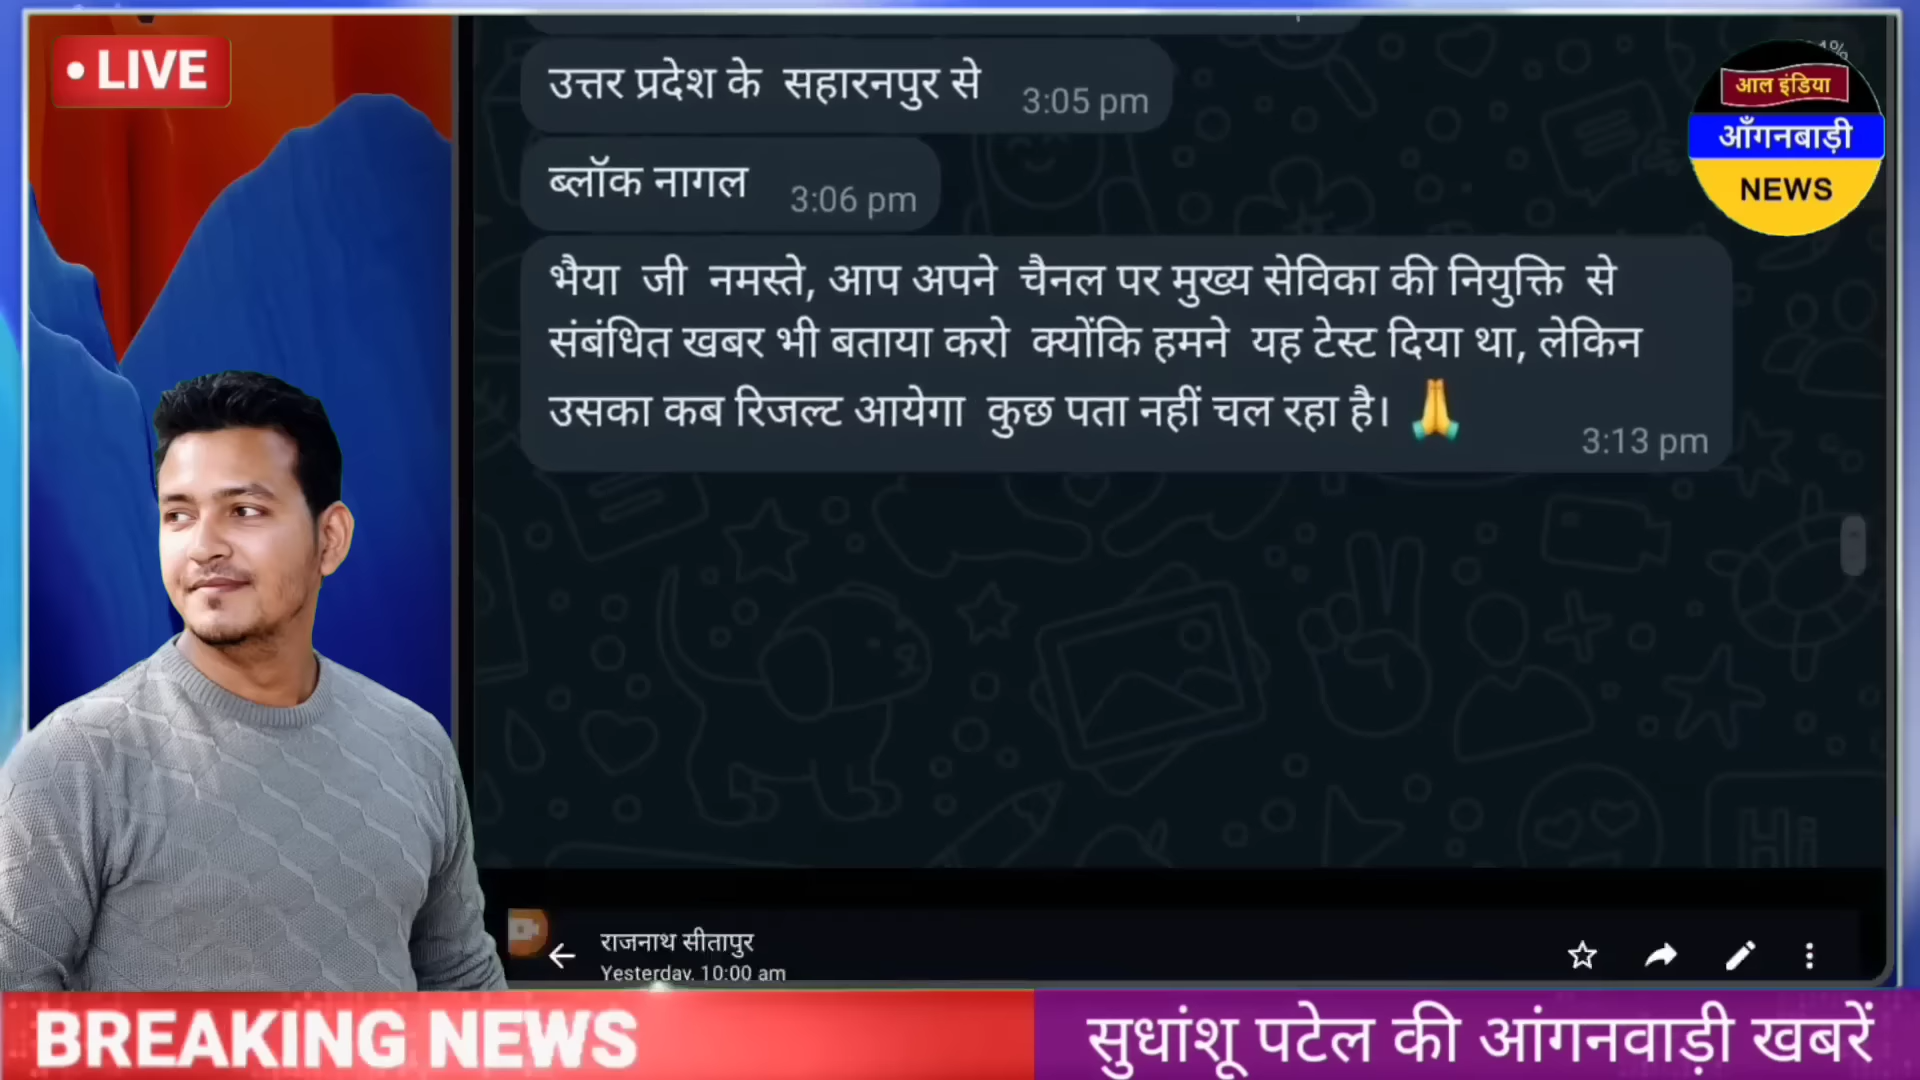 LIVE
उत्तर प्रदेश के सहारनपुर से 3:05 pm
आल इंडिया
आँगनबाड़ी
NEWS
ब्लॉक नागल 3:06 pm
भैया जी नमस्ते, आप अपने चैनल पर मुख्य सेविका की नियुक्ति से
संबंधित खबर भी बताया करो क्योंकि हमने यह टेस्ट दिया था, लेकिन
उसका कब रिजल्ट आयेगा कुछ पता नहीं चल रहा है। 🙏
3:13 pm
राजनाथ सीतापुर
Yesterday, 10:00 am
BREAKING NEWS
सुधांशू पटेल की आंगनवाड़ी खबरें